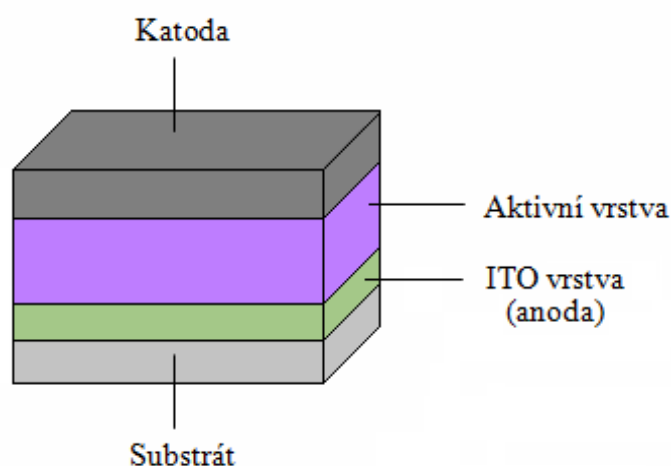 Katoda
Aktivní vrstva
ITO vrstva
(anoda)
Substrát